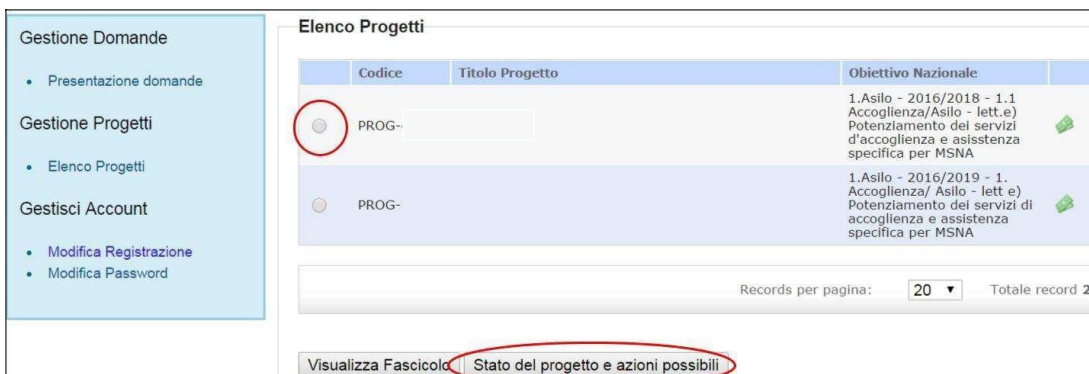 Gestione Domande
Presentazione domande
Gestione Progetti
Elenco Progetti
Gestisci Account
Modifica Registrazione
Modifica Password
Elenco Progetti
Codice Titolo Progetto Obiettivo Nazionale
PROG-
1.Asilo - 2016/2018 - 1.1
Accoglienza/Asilo - lett.e)
Potenziamento dei servizi
d'accoglienza e asisstenza
specifica per MSNA
PROG-
1.Asilo - 2016/2019 - 1.
Accoglienza/ Asilo - lett e)
Potenziamento dei servizi di
accoglienza e assistenza
specifica per MSNA
Records per pagina: 20 Totale record 2
Visualizza Fascicolo Stato del progetto e azioni possibili